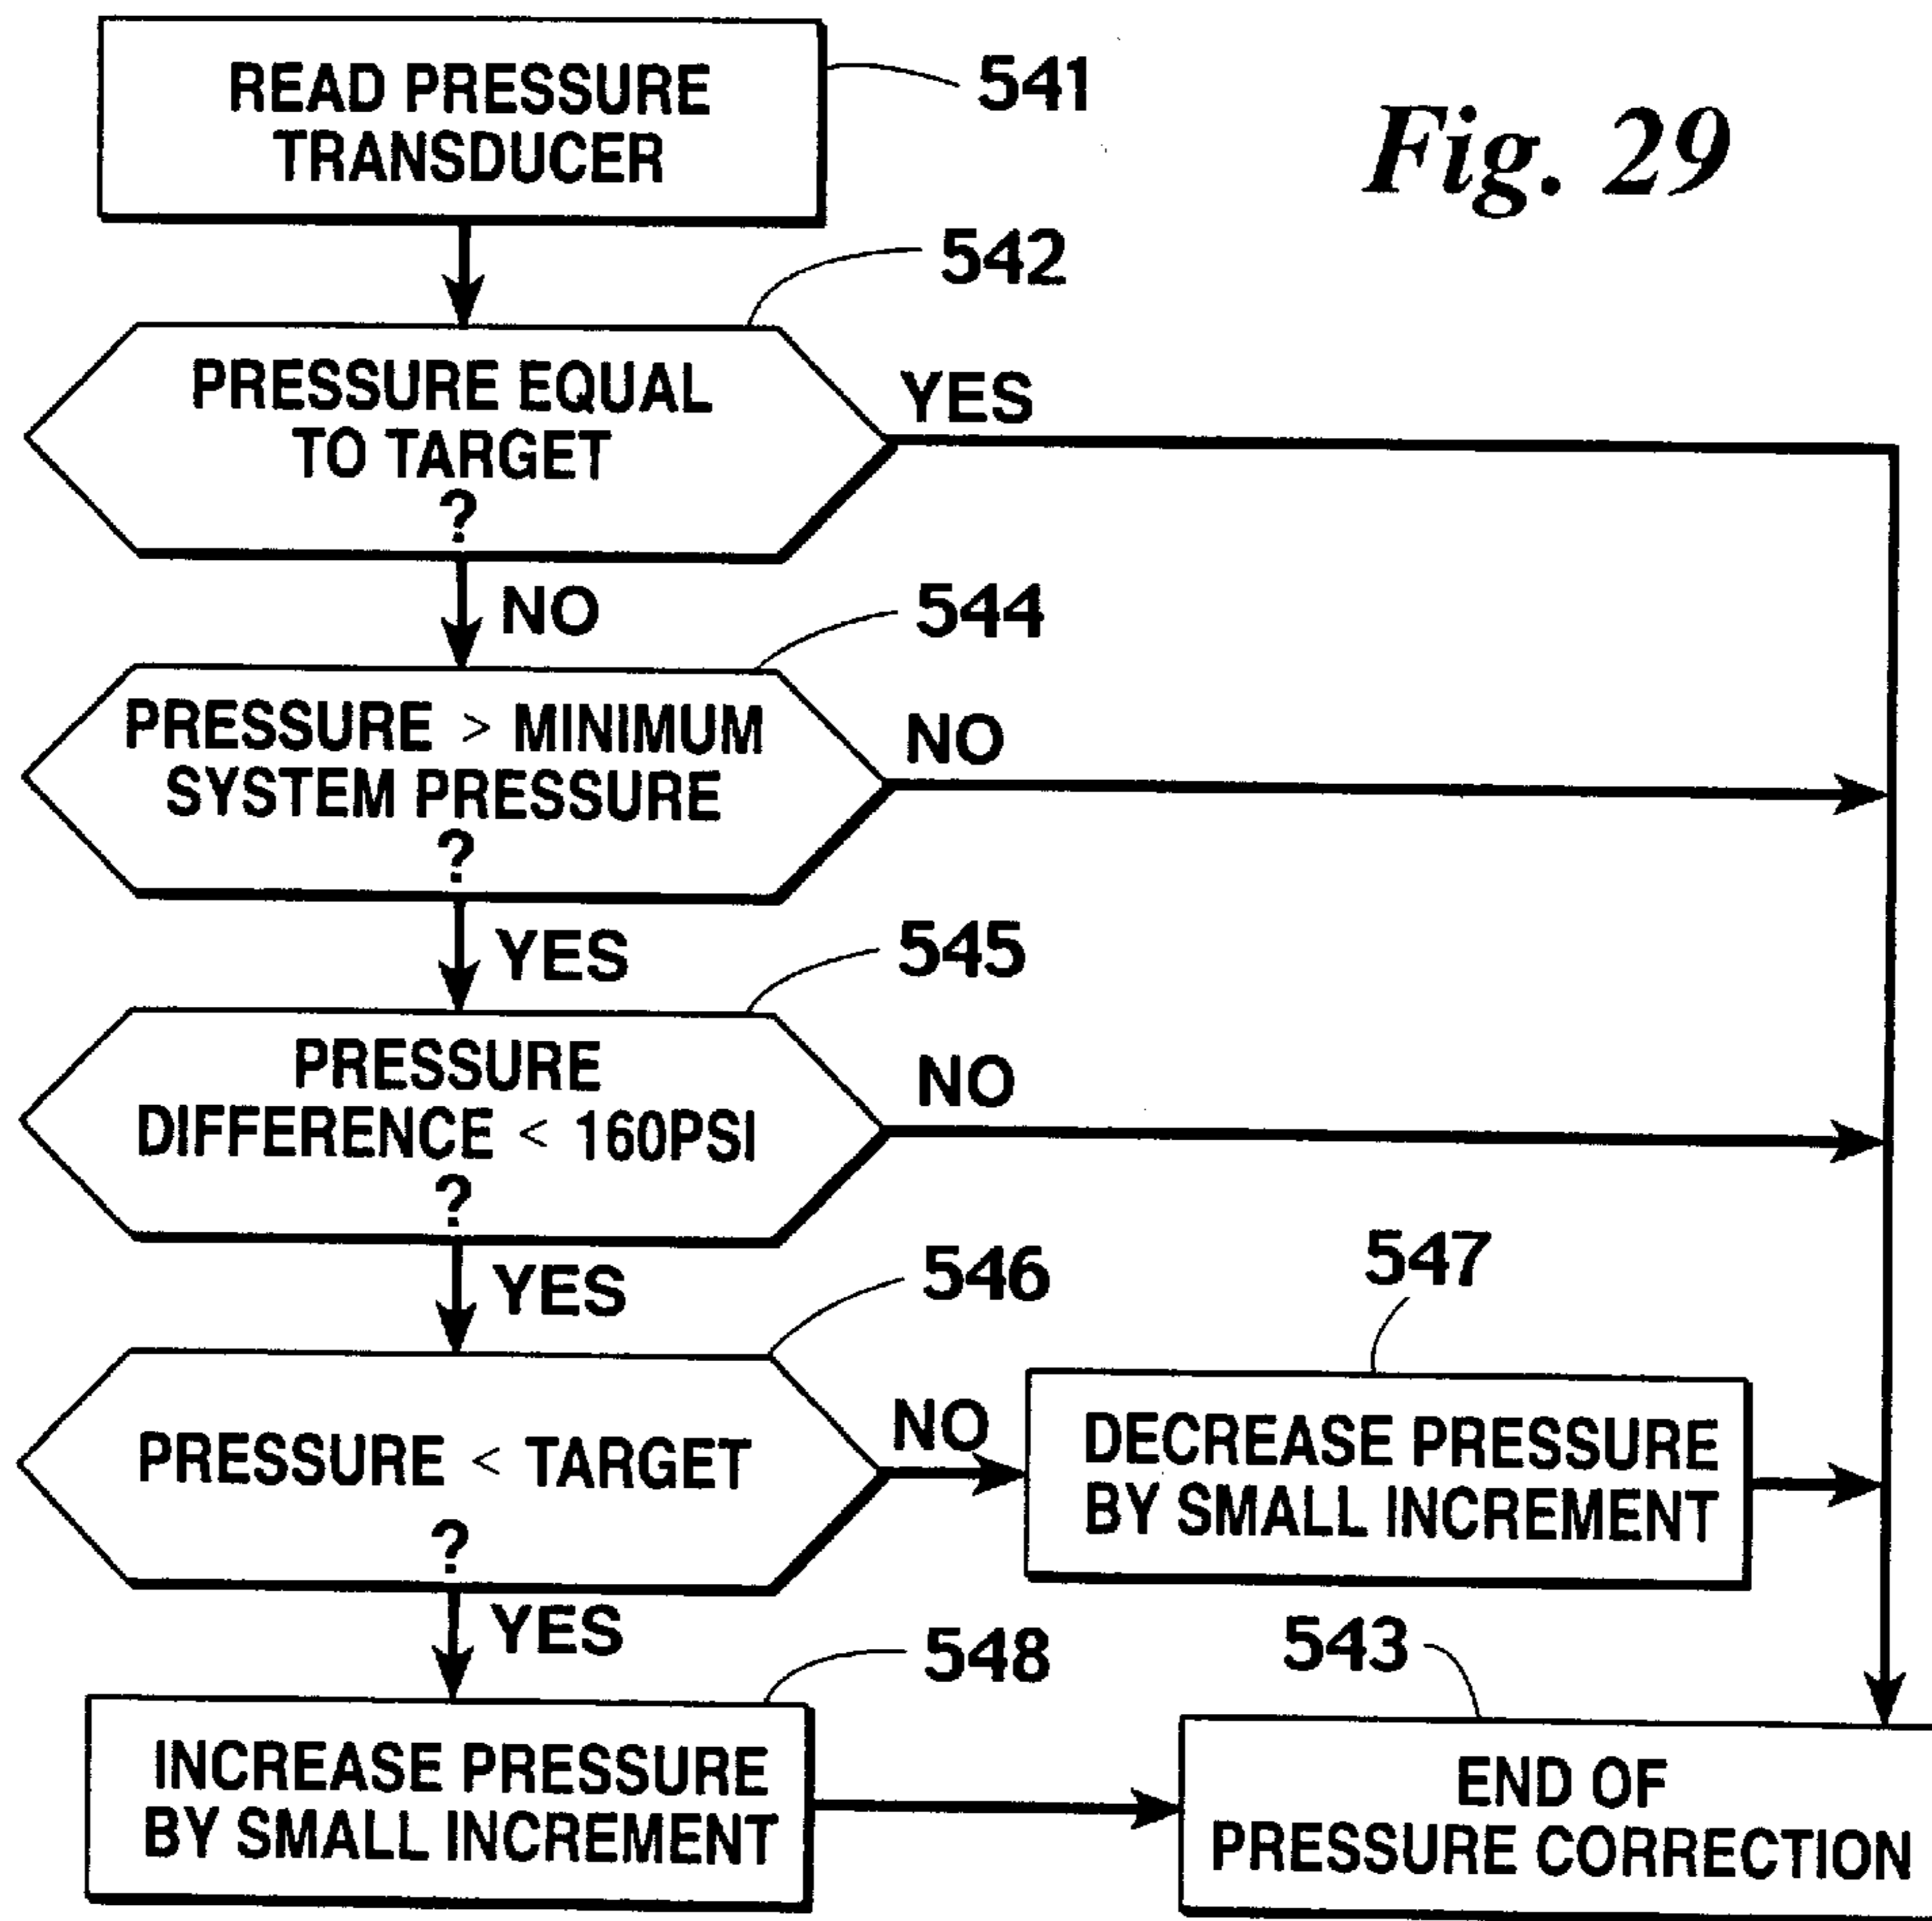 READ PRESSURE
TRANSDUCER
541
Fig. 29
542
PRESSURE EQUAL
TO TARGET
?
YES
NO
544
PRESSURE > MINIMUM
SYSTEM PRESSURE
?
NO
YES
545
PRESSURE
DIFFERENCE < 160PSI
?
NO
YES
546
547
PRESSURE < TARGET
?
NO
DECREASE PRESSURE
BY SMALL INCREMENT
YES
548
543
INCREASE PRESSURE
BY SMALL INCREMENT
END OF
PRESSURE CORRECTION